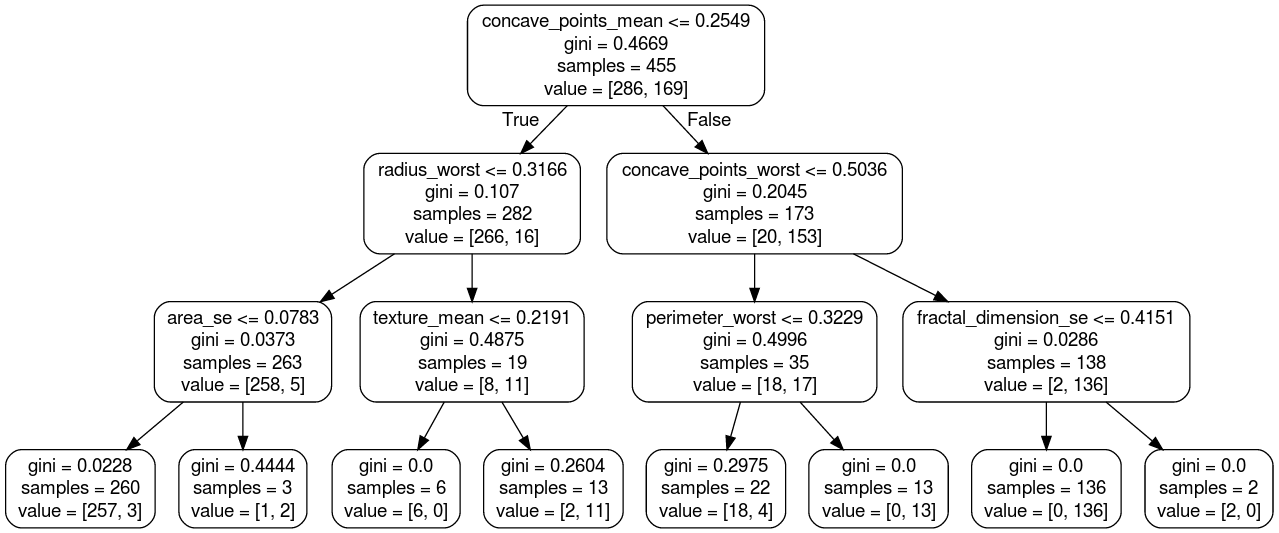 concave_points_mean <= 0.2549
gini = 0.4669
samples = 455
value = [286, 169]
True
False
radius_worst <= 0.3166
gini = 0.107
samples = 282
value = [266, 16]
concave_points_worst <= 0.5036
gini = 0.2045
samples = 173
value = [20, 153]
area_se <= 0.0783
gini = 0.0373
samples = 263
value = [258, 5]
texture_mean <= 0.2191
gini = 0.4875
samples = 19
value = [8, 11]
perimeter_worst <= 0.3229
gini = 0.4996
samples = 35
value = [18, 17]
fractal_dimension_se <= 0.4151
gini = 0.0286
samples = 138
value = [2, 136]
gini = 0.0228
samples = 260
value = [257, 3]
gini = 0.4444
samples = 3
value = [1, 2]
gini = 0.0
samples = 6
value = [6, 0]
gini = 0.2604
samples = 13
value = [2, 11]
gini = 0.2975
samples = 22
value = [18, 4]
gini = 0.0
samples = 13
value = [0, 13]
gini = 0.0
samples = 136
value = [0, 136]
gini = 0.0
samples = 2
value = [2, 0]